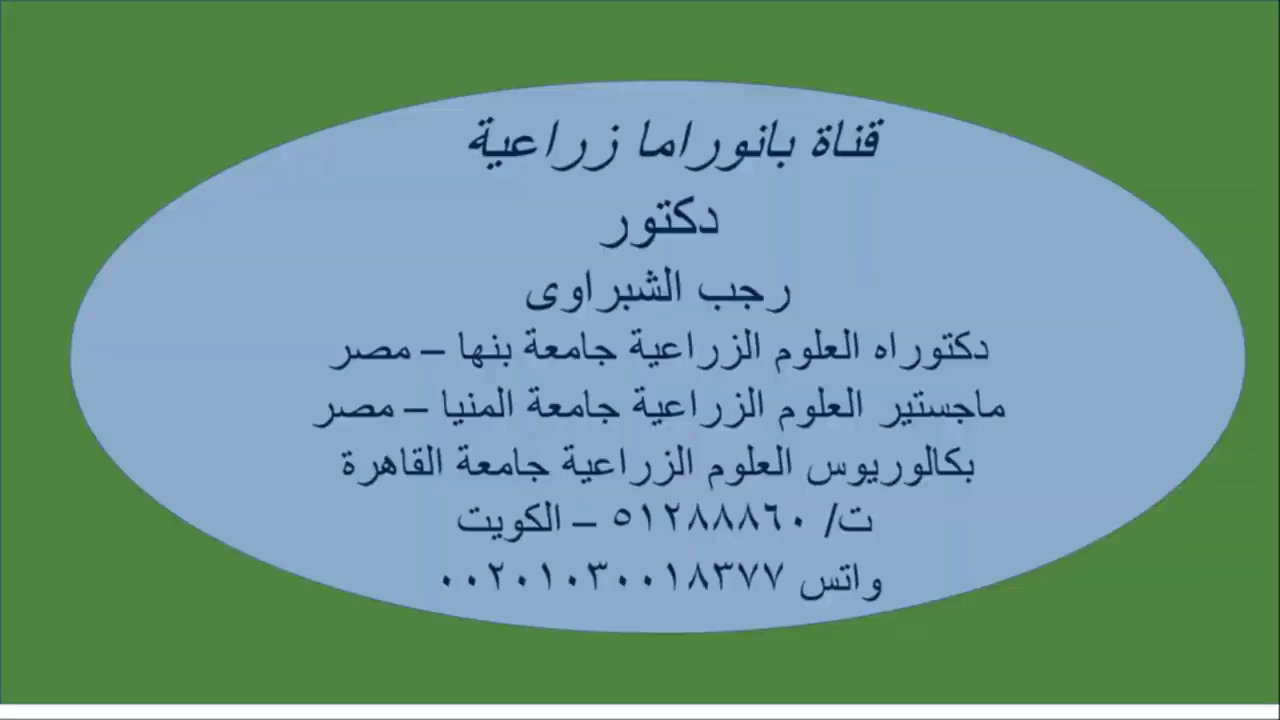 قناة بانوراما زراعية
دكتور
رجب الشبراوى
دكتوراه العلوم الزراعية جامعة بنها – مصر
ماجستير العلوم الزراعية جامعة المنيا – مصر
بكالوريوس العلوم الزراعية جامعة القاهرة
ت/ ٥١٢٨٨٨٦٠ – الكويت
واتس ٠٠٢٠١٠٣٠٠١٨٣٧٧